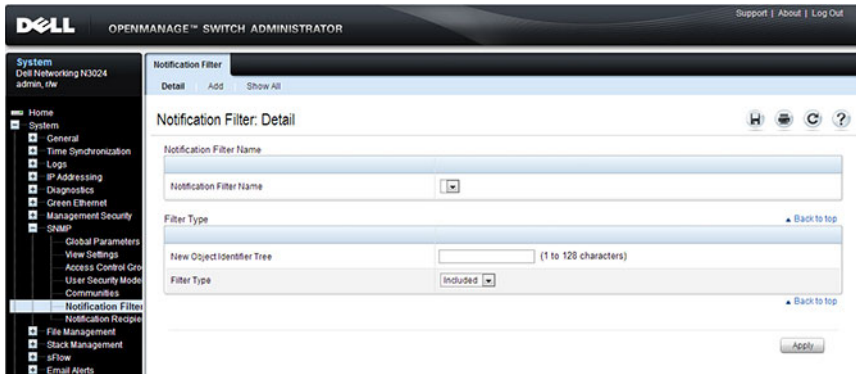 Support | About | Log Out
DELL OPENMANAGE™ SWITCH ADMINISTRATOR
System
Dell Networking N3024
admin, r/w
Home
System
General
Time Synchronization
Logs
IP Addressing
Diagnostics
Green Ethernet
Management Security
SNMP
Global Parameters
View Settings
Access Control Gro
User Security Mode
Communities
Notification Filter
Notification Recipie
File Management
Stack Management
sFlow
Email Alerts
Notification Filter
Detail Add Show All
Notification Filter: Detail
Notification Filter Name
Notification Filter Name
Filter Type
Back to top
New Object Identifier Tree (1 to 128 characters)
Filter Type Included
Back to top
Apply